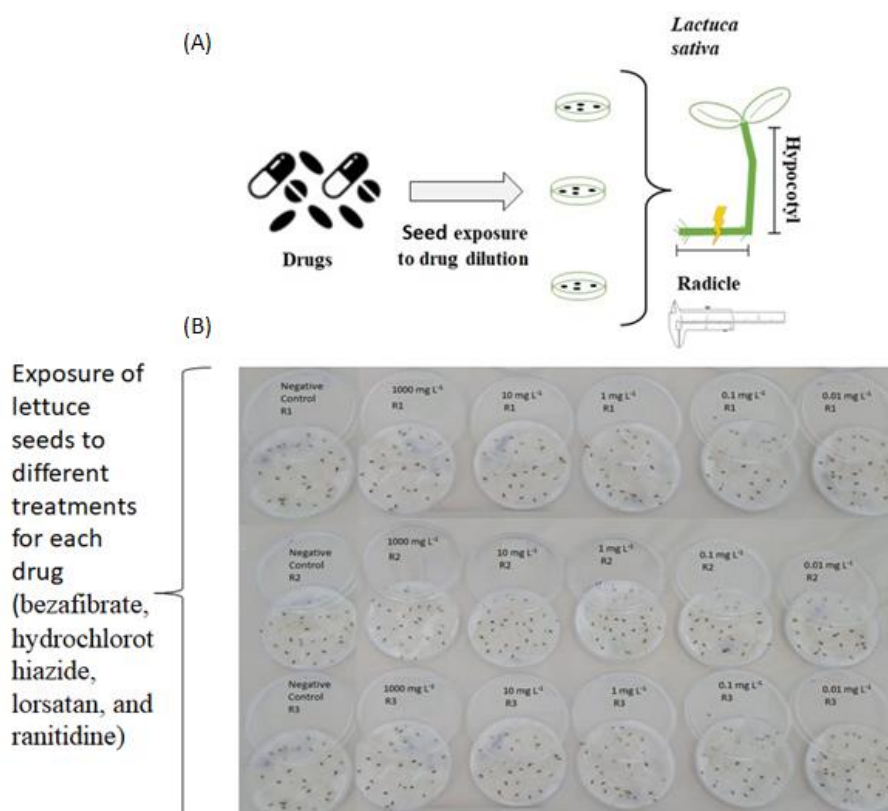 (A)
Lactuca
sativa
Hypocotyl
Drugs
Seed exposure
to drug dilution
Radicle
(B)
Exposure of
lettuce
seeds to
different
treatments
for each
drug
(bezafibrate,
hydrochlorot
hiazide,
lorsatan, and
ranitidine)
Negative
Control
R1
1000 mg L⁻¹
R1
10 mg L⁻¹
R1
1 mg L⁻¹
R1
0.1 mg L⁻¹
R1
0.01 mg L⁻¹
R1
Negative
Control
R2
1000 mg L⁻¹
R2
10 mg L⁻¹
R2
1 mg L⁻¹
R2
0.1 mg L⁻¹
R2
0.01 mg L⁻¹
R2
Negative
Control
R3
1000 mg L⁻¹
R3
10 mg L⁻¹
R3
1 mg L⁻¹
R3
0.1 mg L⁻¹
R3
0.01 mg L⁻¹
R3